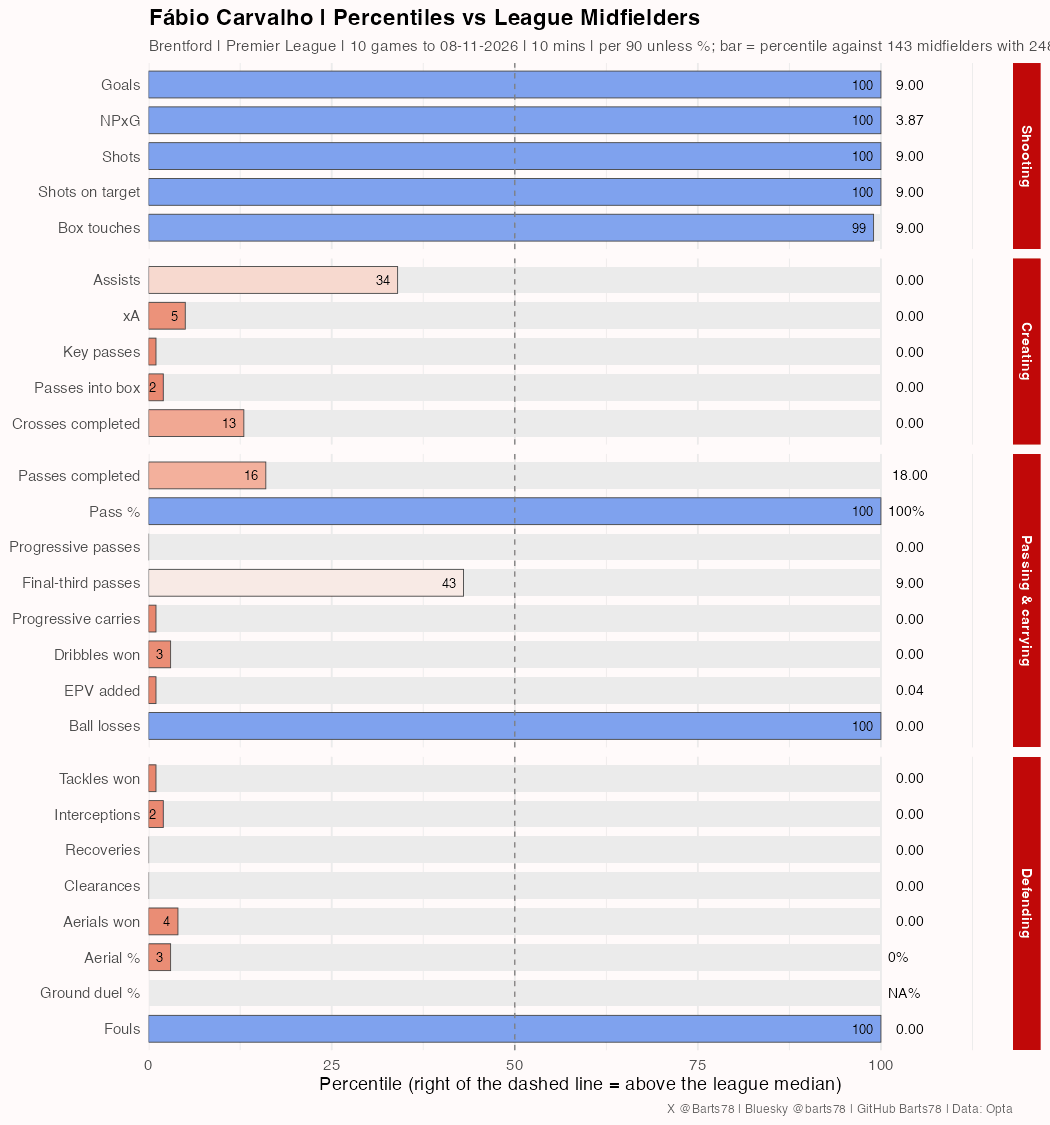 Fábio Carvalho | Percentiles vs League Midfielders
Brentford | Premier League | 10 games to 08-11-2026 | 10 mins | per 90 unless %; bar = percentile against 143 midfielders with 248
Goals 100 9.00
NPxG 100 3.87
Shots 100 9.00
Shots on target 100 9.00
Box touches 99 9.00
Shooting
Assists 34 0.00
xA 5 0.00
Key passes 0.00
Passes into box 2 0.00
Crosses completed 13 0.00
Creating
Passes completed 16 18.00
Pass % 100 100%
Progressive passes 0.00
Final-third passes 43 9.00
Progressive carries 0.00
Dribbles won 3 0.00
EPV added 0.04
Ball losses 100 0.00
Passing & carrying
Tackles won 0.00
Interceptions 2 0.00
Recoveries 0.00
Clearances 0.00
Aerials won 4 0.00
Aerial % 3 0%
Ground duel % NA%
Fouls 100 0.00
Defending
0 25 50 75 100
Percentile (right of the dashed line = above the league median)
X @Barts78 | Bluesky @barts78 | GitHub Barts78 | Data: Opta